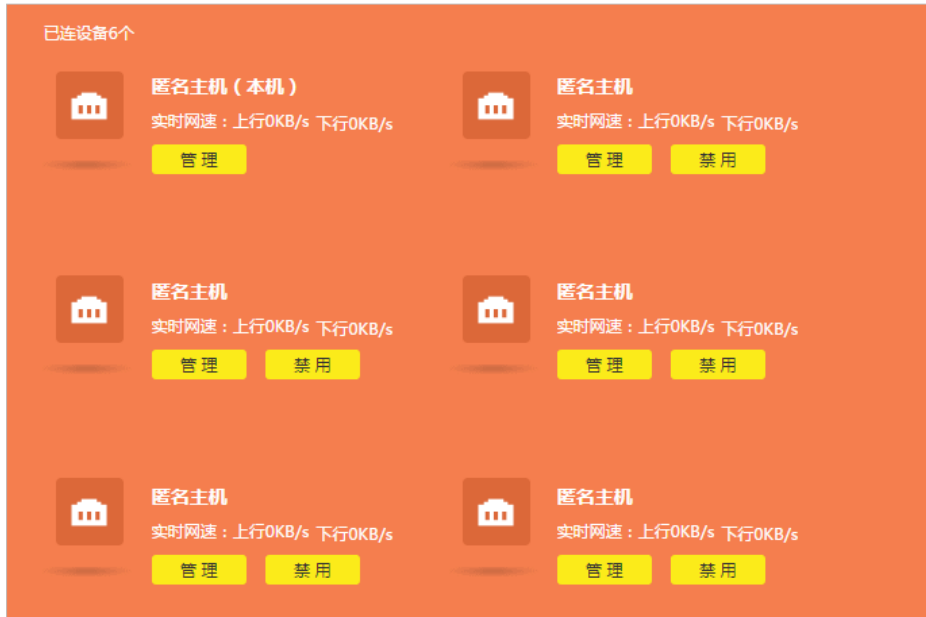 已连设备6个
匿名主机（本机）
实时网速：上行0KB/s 下行0KB/s
管 理
匿名主机
实时网速：上行0KB/s 下行0KB/s
管 理 禁 用
匿名主机
实时网速：上行0KB/s 下行0KB/s
管 理 禁 用
匿名主机
实时网速：上行0KB/s 下行0KB/s
管 理 禁 用
匿名主机
实时网速：上行0KB/s 下行0KB/s
管 理 禁 用
匿名主机
实时网速：上行0KB/s 下行0KB/s
管 理 禁 用